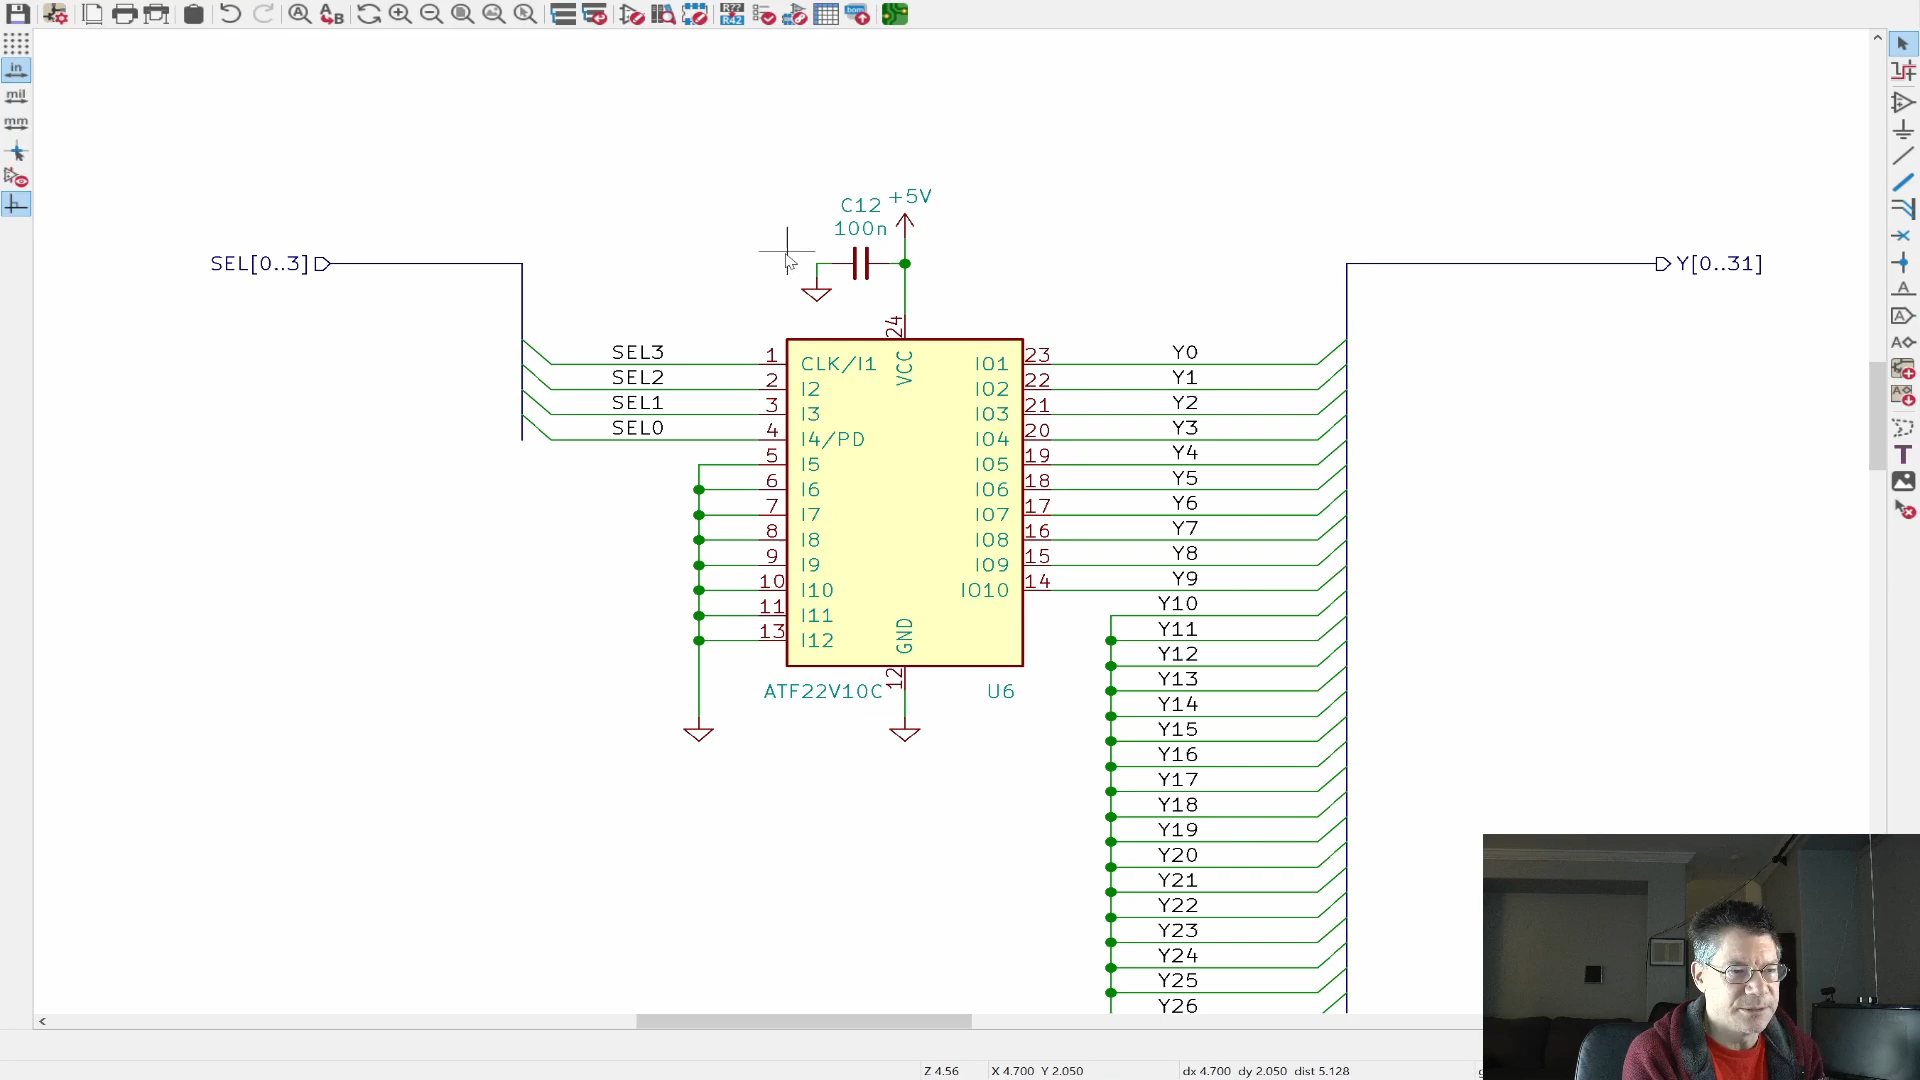 in
mil
mm
R??
R42
bom
A
B
C12 +5V
100n
SEL[0..3]
Y[0..31]
24
SEL3 1 CLK/I1 VCC IO1 23 Y0
SEL2 2 I2 IO2 22 Y1
SEL1 3 I3 IO3 21 Y2
SEL0 4 I4/PD IO4 20 Y3
5 I5 IO5 19 Y4
6 I6 IO6 18 Y5
7 I7 IO7 17 Y6
8 I8 IO8 16 Y7
9 I9 IO9 15 Y8
10 I10 IO10 14 Y9
11 I11 GND Y10
13 I12 Y11
Y12
ATF22V10C 12 U6 Y13
Y14
Y15
Y16
Y17
Y18
Y19
Y20
Y21
Y22
Y23
Y24
Y25
Y26
A
A
A
A
T
Z 4.56 X 4.700 Y 2.050 dx 4.700 dy 2.050 dist 5.128